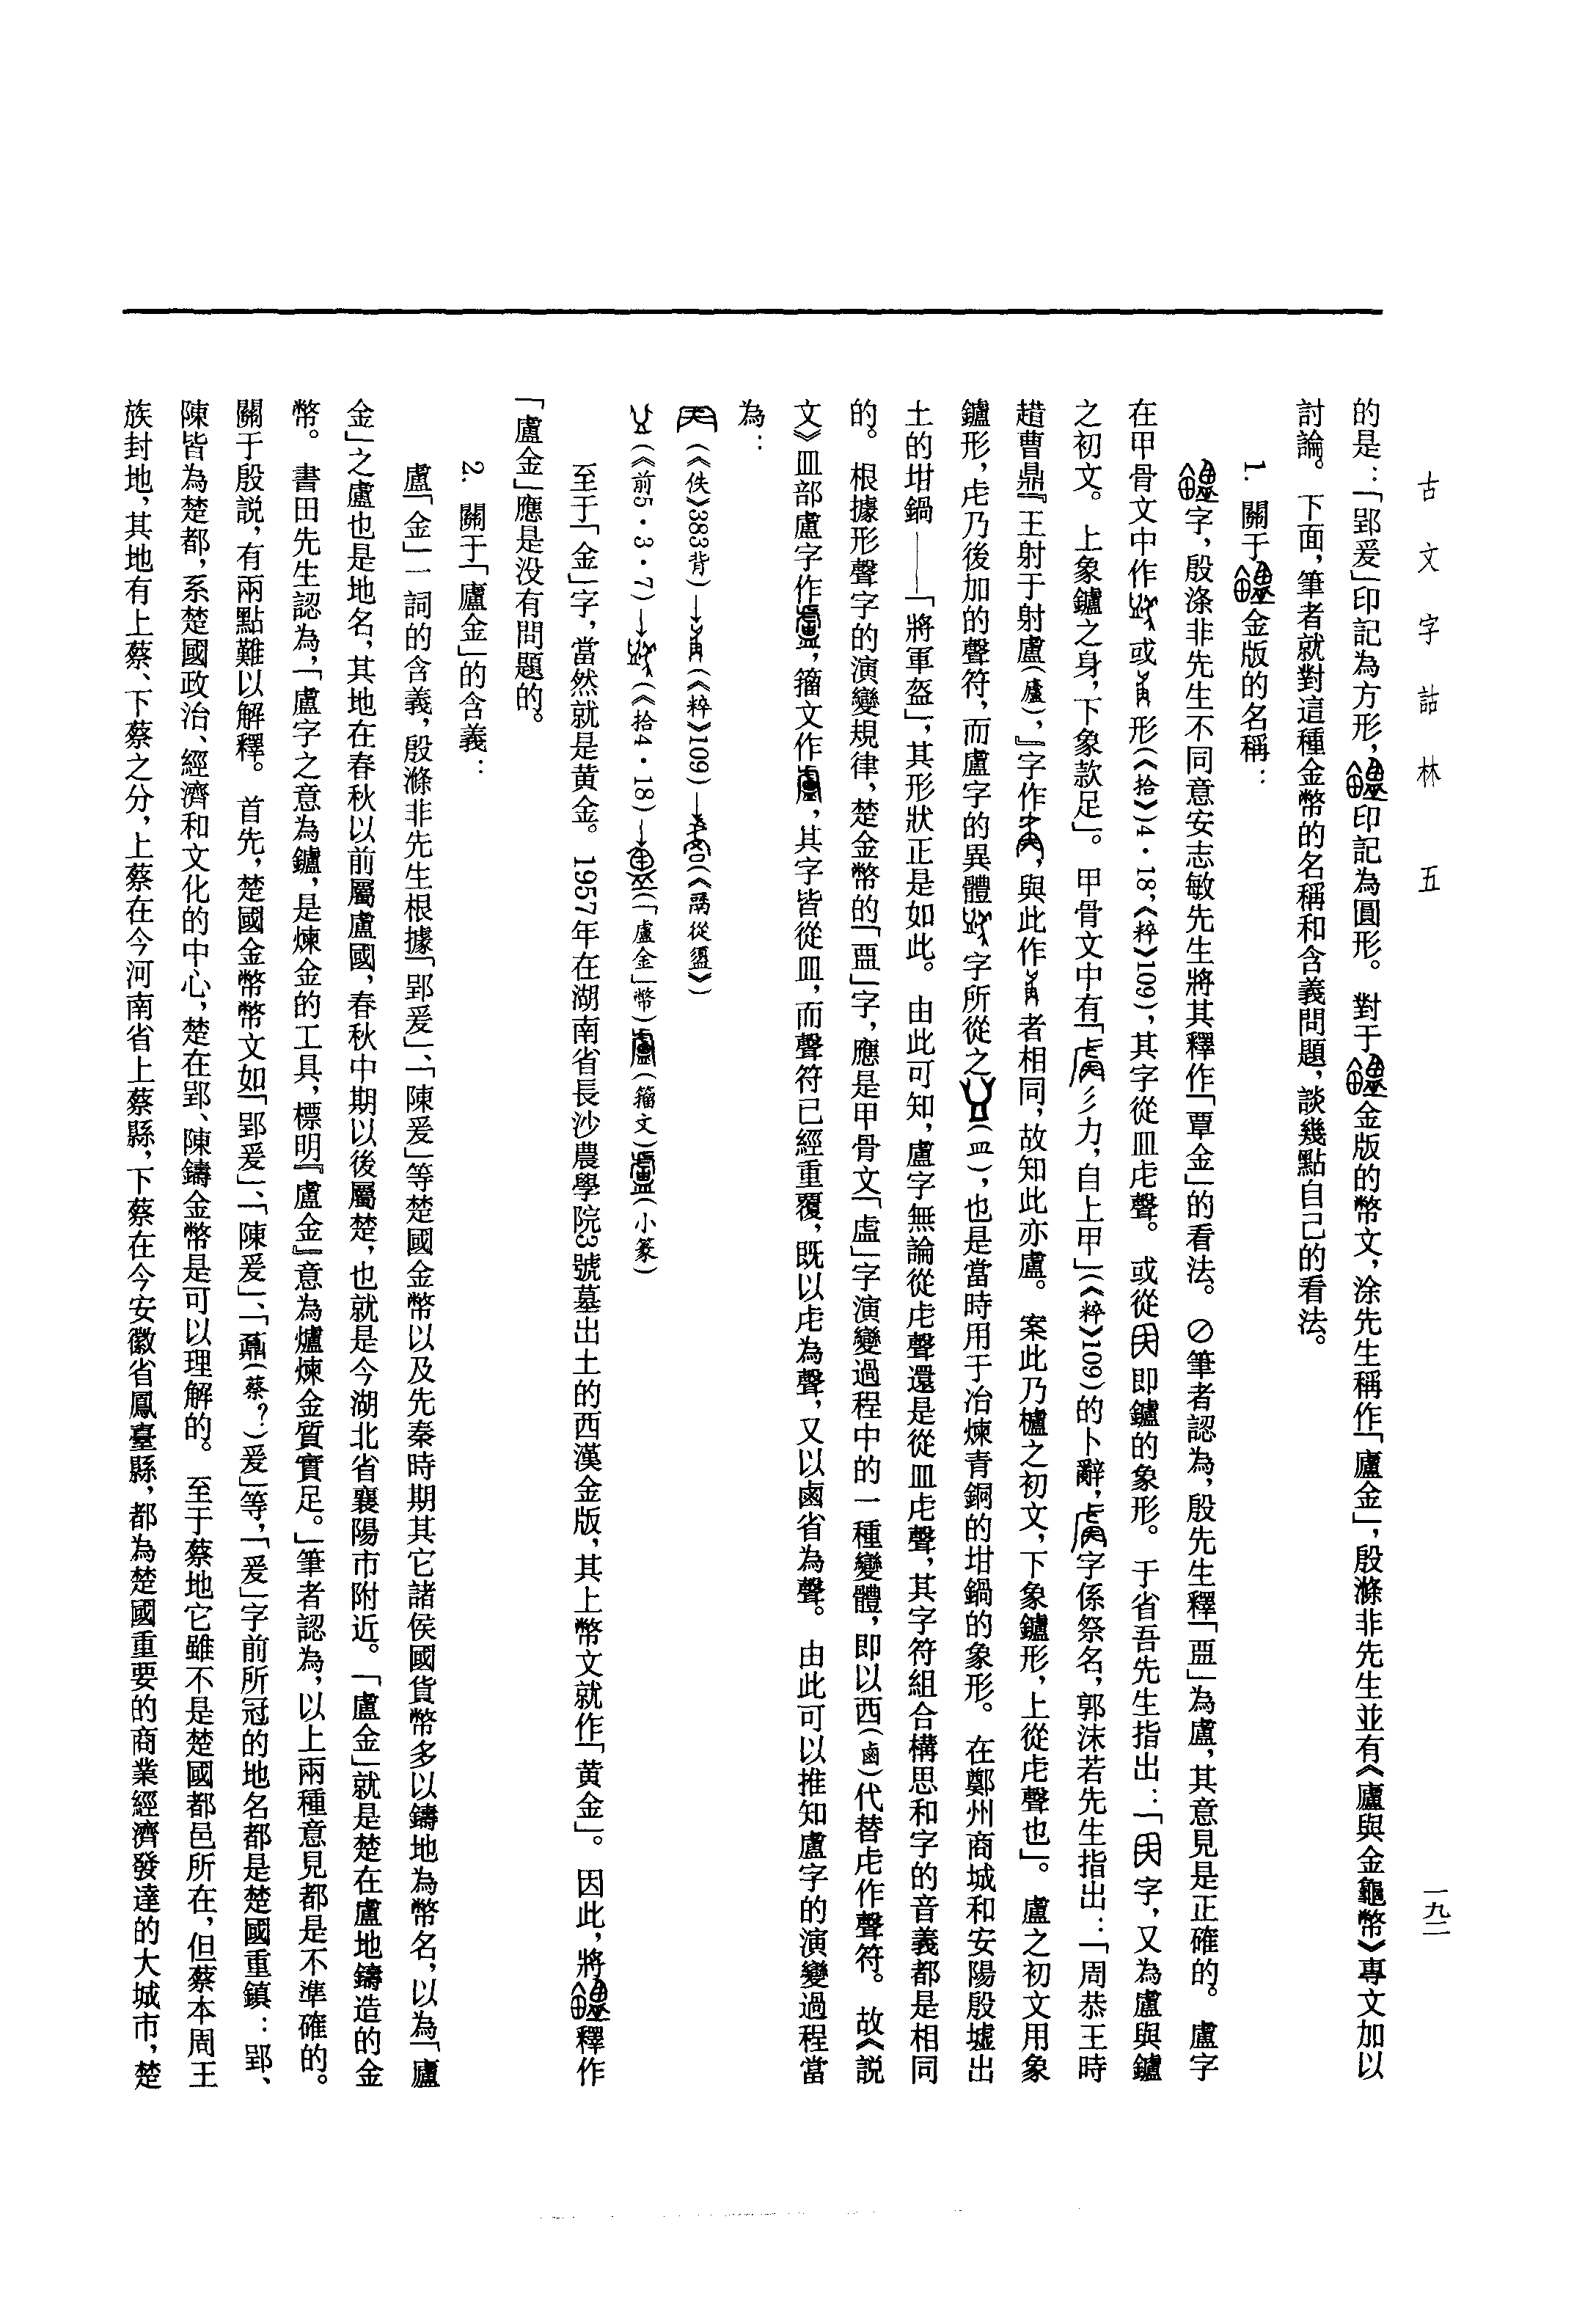 古文字詁林 五
一九二
的是：「郢爰」印記為方形，印記為圓形。對于金版的幣文，涂先生稱作「廬金」，殷滌非先生並有《廬與金龜幣》專文加以
討論。下面，筆者就對這種金幣的名稱和含義問題，談幾點自己的看法。
1. 關于金版的名稱：
字，殷涤非先生不同意安志敏先生將其釋作「覃金」的看法。⊘筆者認為，殷先生釋「𥁕」為盧，其意見是正確的。盧字
在甲骨文中作或形(《拾》)4·18，《粹》109)，其字從皿虍聲。或從即鑪的象形。于省吾先生指出：「字，又為盧與鑪
之初文。上象鑪之身，下象款足」。甲骨文中有「彡力，自上甲」(《粹》109)的卜辭，字係祭名，郭沫若先生指出：「周恭王時
趞曹鼎『王射于射盧(廬)，』字作，與此作者相同，故知此亦盧。案此乃櫨之初文，下象鑪形，上從虍聲也」。盧之初文用象
鑪形，虍乃後加的聲符，而盧字的異體字所從之(皿)，也是當時用于冶煉青銅的坩鍋的象形。在鄭州商城和安陽殷墟出
土的坩鍋——「將軍盔」，其形狀正是如此。由此可知，盧字無論從虍聲還是從皿虍聲，其字符組合構思和字的音義都是相同
的。根據形聲字的演變規律，楚金幣的「」字，應是甲骨文「」字演變過程中的一種變體，即以西(鹵)代替虍作聲符。故《説
文》皿部盧字作，籀文作，其字皆從皿，而聲符已經重覆，既以虍為聲，又以鹵省為聲。由此可以推知盧字的演變過程當
為：
(《佚》383背)→(《粹》109)→(《𠭯從盨》)
(《前5·3·7)→(《拾4·18)→(「盧金」幣)(籀文)(小篆)
至于「金」字，當然就是黄金。1957年在湖南省長沙農學院3號墓出土的西漢金版，其上幣文就作「黄金」。因此，將釋作
「盧金」應是没有問題的。
2. 關于「盧金」的含義：
盧「金」一詞的含義，殷滌非先生根據「郢爰」、「陳爰」等楚國金幣以及先秦時期其它諸侯國貨幣多以鑄地為幣名，以為「廬
金」之盧也是地名，其地在春秋以前屬盧國，春秋中期以後屬楚，也就是今湖北省襄陽市附近。「盧金」就是楚在盧地鑄造的金
幣。書田先生認為，「盧字之意為鑪，是煉金的工具，標明『盧金』意為爐煉金質實足。」筆者認為，以上兩種意見都是不準確的。
關于殷説，有兩點難以解釋。首先，楚國金幣幣文如「郢爰」、「陳爰」、「(蔡？)爰」等，「爰」字前所冠的地名都是楚國重鎮：郢、
陳皆為楚都，系楚國政治、經濟和文化的中心，楚在郢、陳鑄金幣是可以理解的。至于蔡地它雖不是楚國都邑所在，但蔡本周王
族封地，其地有上蔡、下蔡之分，上蔡在今河南省上蔡縣，下蔡在今安徽省鳳臺縣，都為楚國重要的商業經濟發達的大城市，楚